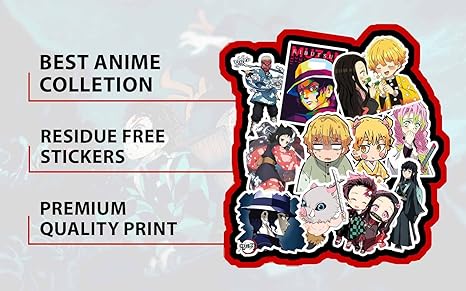 BEST ANIME
COLLETION
RESIDUE FREE
STICKERS
PREMIUM
QUALITY PRINT